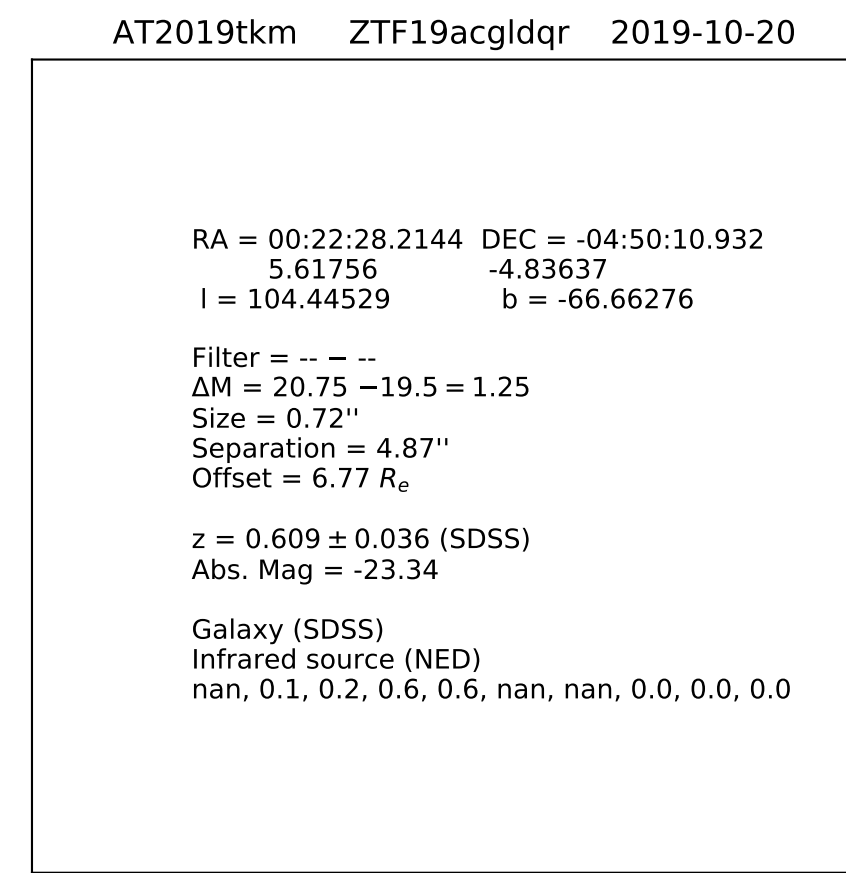 AT2019tkm ZTF19acgldqr 2019-10-20
RA = 00:22:28.2144 DEC = -04:50:10.932
5.61756 -4.83637
l = 104.44529 b = -66.66276
Filter = -- − --
ΔM = 20.75 −19.5 = 1.25
Size = 0.72''
Separation = 4.87''
Offset = 6.77 Rₑ
z = 0.609 ± 0.036 (SDSS)
Abs. Mag = -23.34
Galaxy (SDSS)
Infrared source (NED)
nan, 0.1, 0.2, 0.6, 0.6, nan, nan, 0.0, 0.0, 0.0